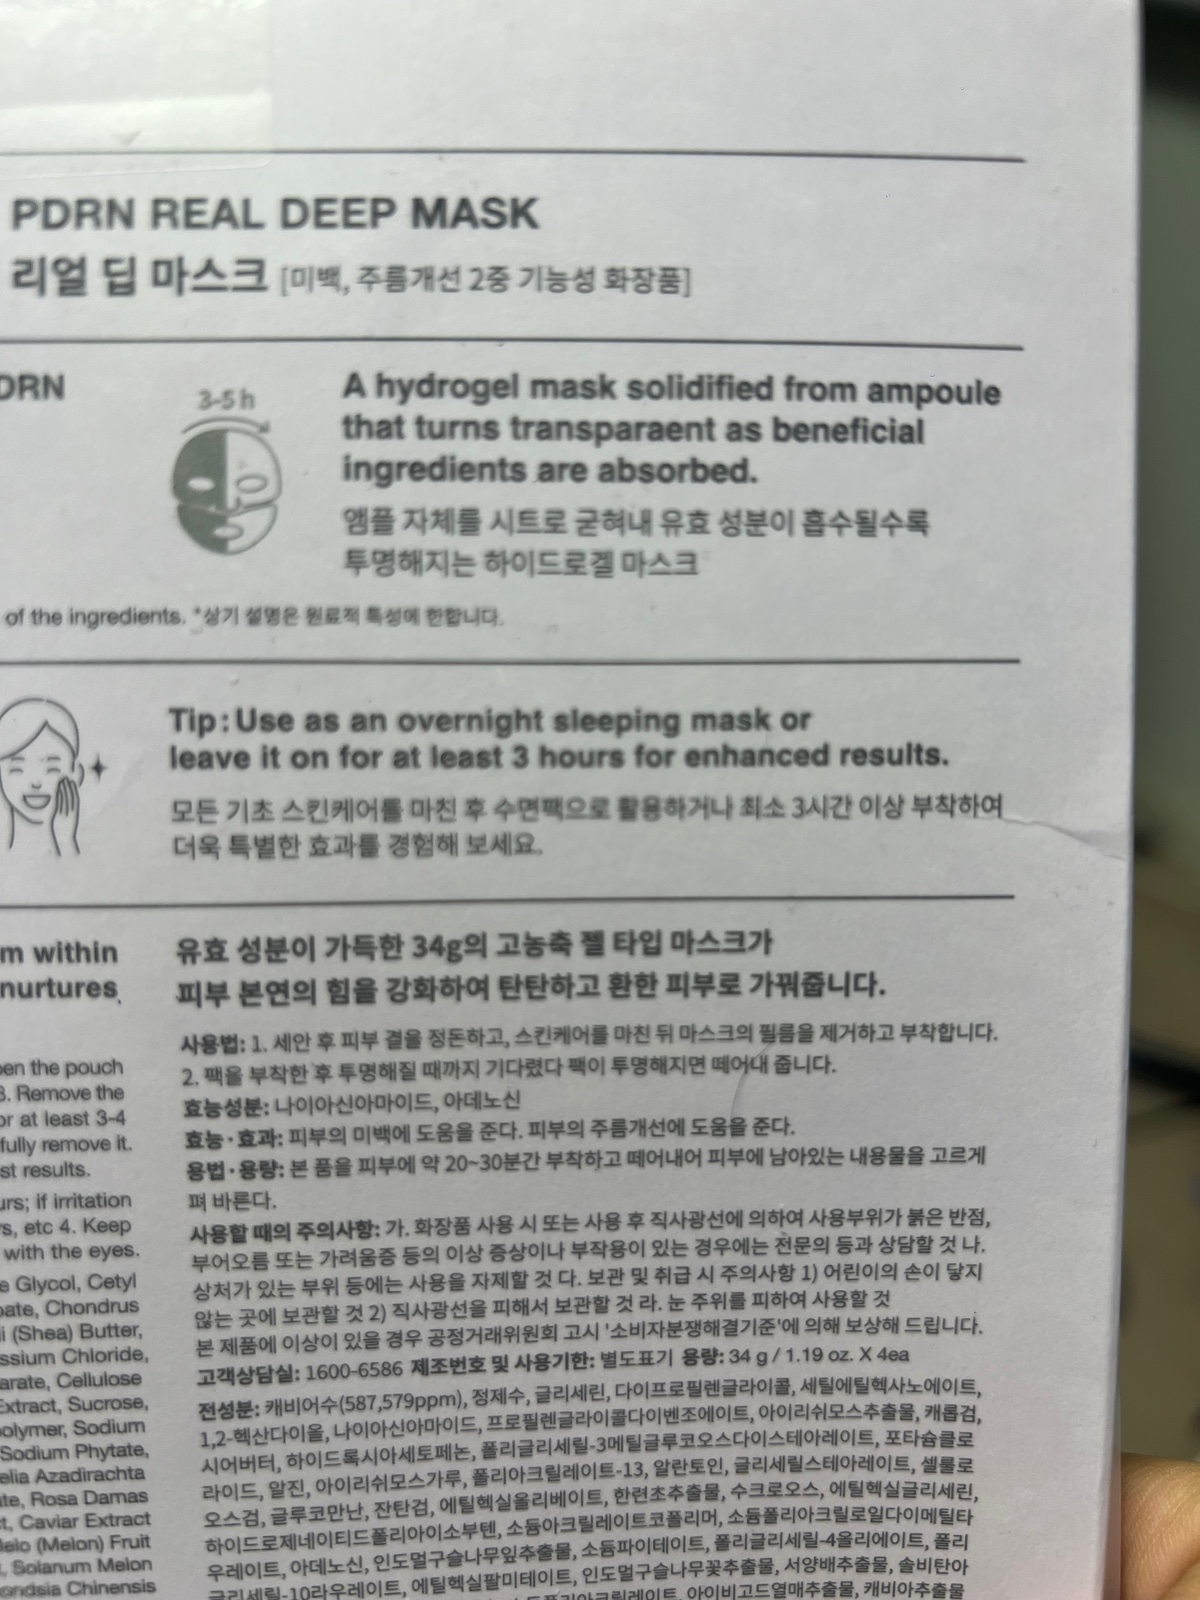 PDRN REAL DEEP MASK
리얼 딥 마스크 [미백, 주름개선 2중 기능성 화장품]
DRN
3-5 h
A hydrogel mask solidified from ampoule
that turns transparaent as beneficial
ingredients are absorbed.
앰플 자체를 시트로 굳혀내 유효 성분이 흡수될수록
투명해지는 하이드로겔 마스크
of the ingredients. *상기 설명은 원료적 특성에 한합니다.
Tip : Use as an overnight sleeping mask or
leave it on for at least 3 hours for enhanced results.
모든 기초 스킨케어를 마친 후 수면팩으로 활용하거나 최소 3시간 이상 부착하여
더욱 특별한 효과를 경험해 보세요.
m within
nurtures,
en the pouch
3. Remove the
or at least 3-4
fully remove it.
st results.
urs; if irritation
s, etc 4. Keep
with the eyes.
e Glycol, Cetyl
oate, Chondrus
ii (Shea) Butter,
ssium Chloride,
arate, Cellulose
Extract, Sucrose,
olymer, Sodium
Sodium Phytate,
elia Azadirachta
te, Rosa Damas
t, Caviar Extract
Melo (Melon) Fruit
, Solanum Melon
ondsia Chinensis
유효 성분이 가득한 34g의 고농축 젤 타입 마스크가
피부 본연의 힘을 강화하여 탄탄하고 환한 피부로 가꿔줍니다.
사용법: 1. 세안 후 피부 결을 정돈하고, 스킨케어를 마친 뒤 마스크의 필름을 제거하고 부착합니다.
2. 팩을 부착한 후 투명해질 때까지 기다렸다 팩이 투명해지면 떼어내 줍니다.
효능성분: 나이아신아마이드, 아데노신
효능·효과: 피부의 미백에 도움을 준다. 피부의 주름개선에 도움을 준다.
용법·용량: 본 품을 피부에 약 20~30분간 부착하고 떼어내어 피부에 남아있는 내용물을 고르게
펴 바른다.
사용할 때의 주의사항: 가. 화장품 사용 시 또는 사용 후 직사광선에 의하여 사용부위가 붉은 반점,
부어오름 또는 가려움증 등의 이상 증상이나 부작용이 있는 경우에는 전문의 등과 상담할 것 나.
상처가 있는 부위 등에는 사용을 자제할 것 다. 보관 및 취급 시 주의사항 1) 어린이의 손이 닿지
않는 곳에 보관할 것 2) 직사광선을 피해서 보관할 것 라. 눈 주위를 피하여 사용할 것
본 제품에 이상이 있을 경우 공정거래위원회 고시 '소비자분쟁해결기준'에 의해 보상해 드립니다.
고객상담실: 1600-6586 제조번호 및 사용기한: 별도표기 용량: 34 g / 1.19 oz. X 4ea
전성분: 캐비어수(587,579ppm), 정제수, 글리세린, 다이프로필렌글라이콜, 세틸에틸헥사노에이트,
1,2-헥산다이올, 나이아신아마이드, 프로필렌글라이콜다이벤조에이트, 아이리쉬모스추출물, 캐롭검,
시어버터, 하이드록시아세토페논, 폴리글리세릴-3메틸글루코오스다이스테아레이트, 포타슘클로
라이드, 알진, 아이리쉬모스가루, 폴리아크릴레이트-13, 알란토인, 글리세릴스테아레이트, 셀룰로
오스검, 글루코만난, 잔탄검, 에틸헥실올리베이트, 한련초추출물, 수크로오스, 에틸헥실글리세린,
하이드로제네이티드폴리아이소부텐, 소듐아크릴레이트코폴리머, 소듐폴리아크릴로일다이메틸타
우레이트, 아데노신, 인도멀구슬나무잎추출물, 소듐파이테이트, 폴리글리세릴-4올리에이트, 폴리
글리세릴-10라우레이트, 에틸헥실팔미테이트, 인도멀구슬나무꽃추출물, 서양배추출물, 솔비탄아
소듐폴리아크릴레이트, 아이비고드열매추출물, 캐비아추출물